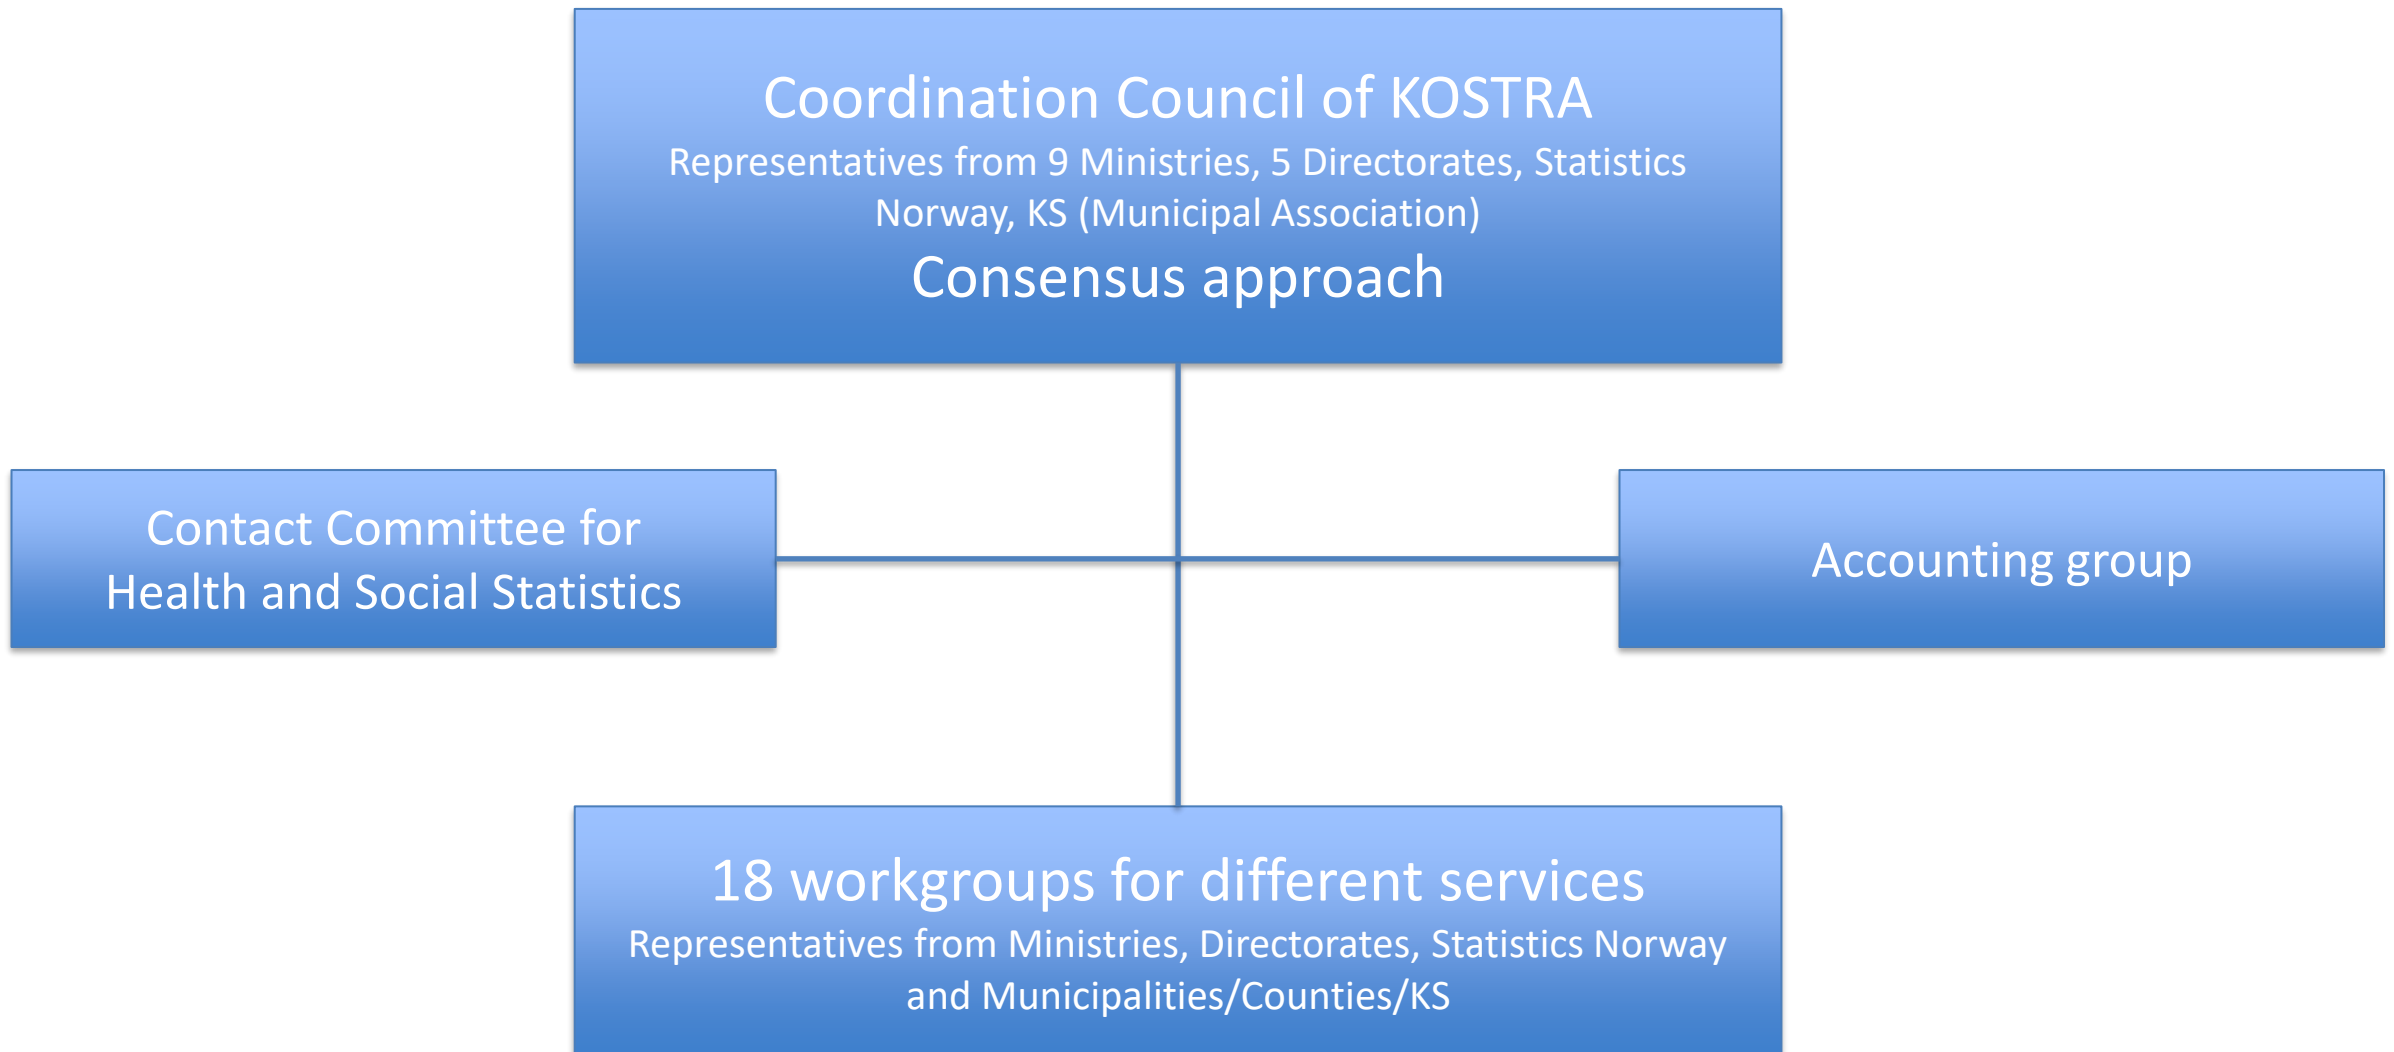 Coordination Council of KOSTRA
Representatives from 9 Ministries, 5 Directorates, Statistics
Norway, KS (Municipal Association)
Consensus approach
Contact Committee for
Health and Social Statistics
Accounting group
18 workgroups for different services
Representatives from Ministries, Directorates, Statistics Norway
and Municipalities/Counties/KS